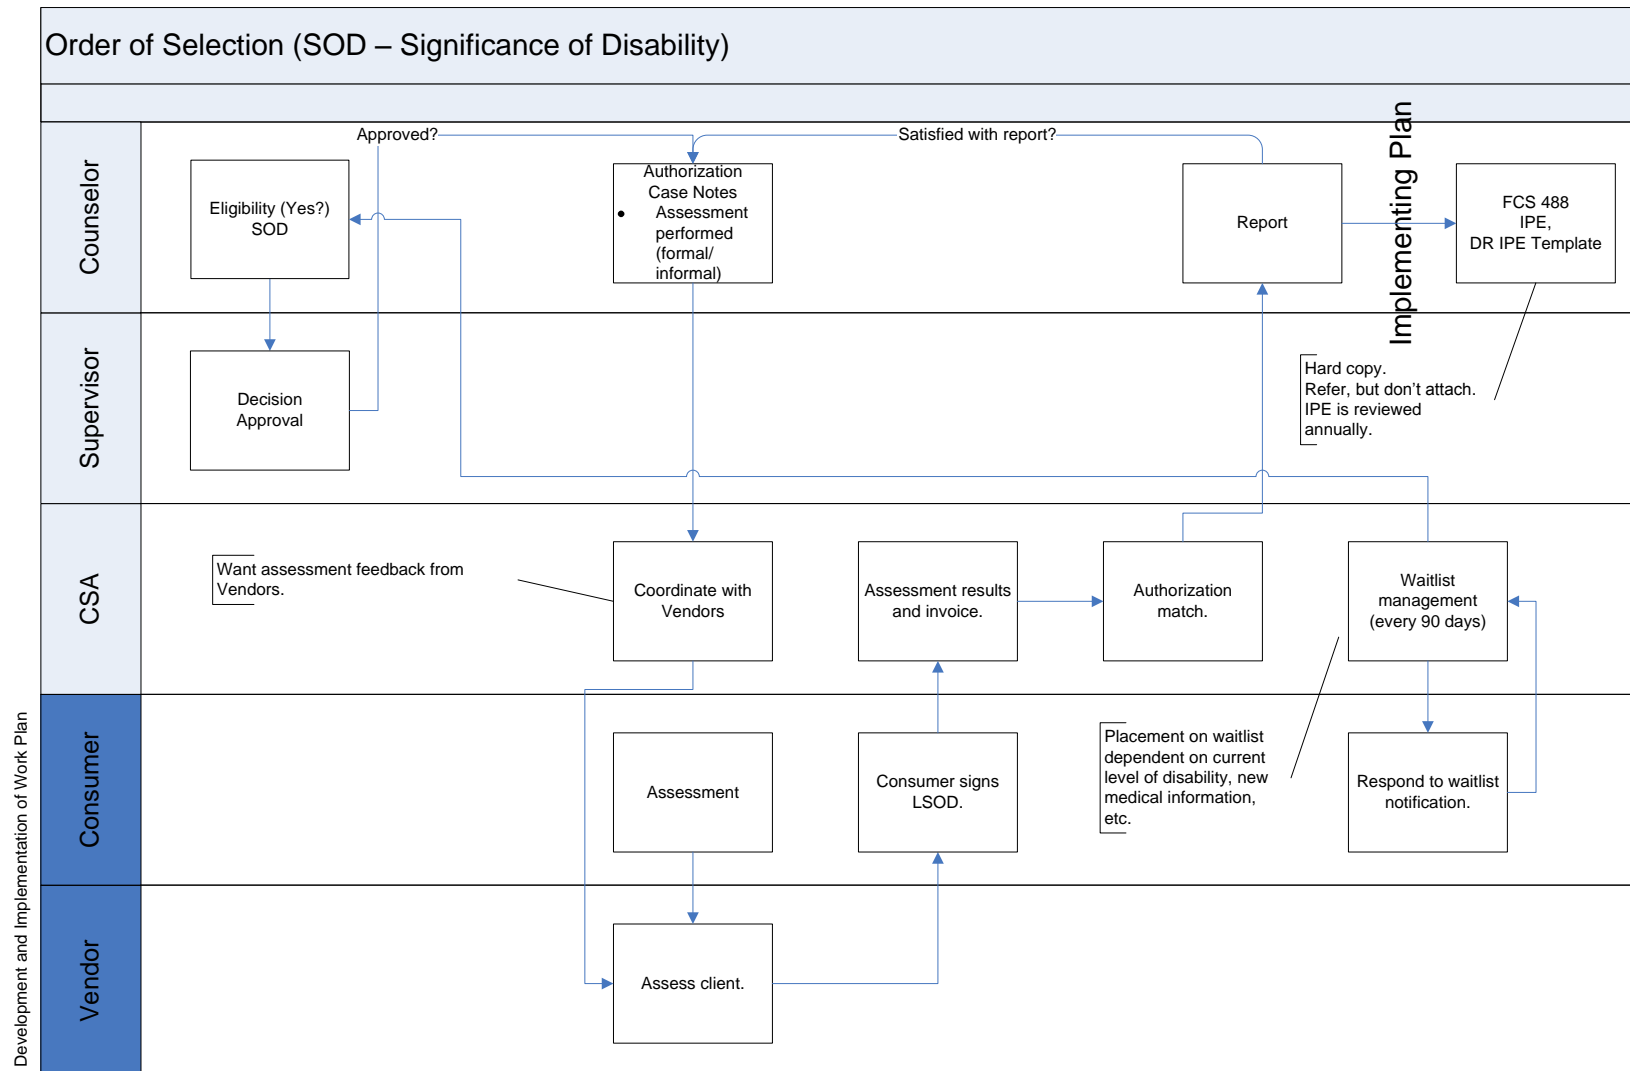 Order of Selection (SOD – Significance of Disability)
Implementing Plan
Development and Implementation of Work Plan
Counselor
Approved?
Satisfied with report?
Eligibility (Yes?)
SOD
Authorization
Case Notes
• Assessment
performed
(formal/
informal)
Report
FCS 488
IPE,
DR IPE Template
Supervisor
Decision
Approval
Hard copy.
Refer, but don’t attach.
IPE is reviewed
annually.
CSA
Want assessment feedback from
Vendors.
Coordinate with
Vendors
Assessment results
and invoice.
Authorization
match.
Waitlist
management
(every 90 days)
Consumer
Assessment
Consumer signs
LSOD.
Placement on waitlist
dependent on current
level of disability, new
medical information,
etc.
Respond to waitlist
notification.
Vendor
Assess client.